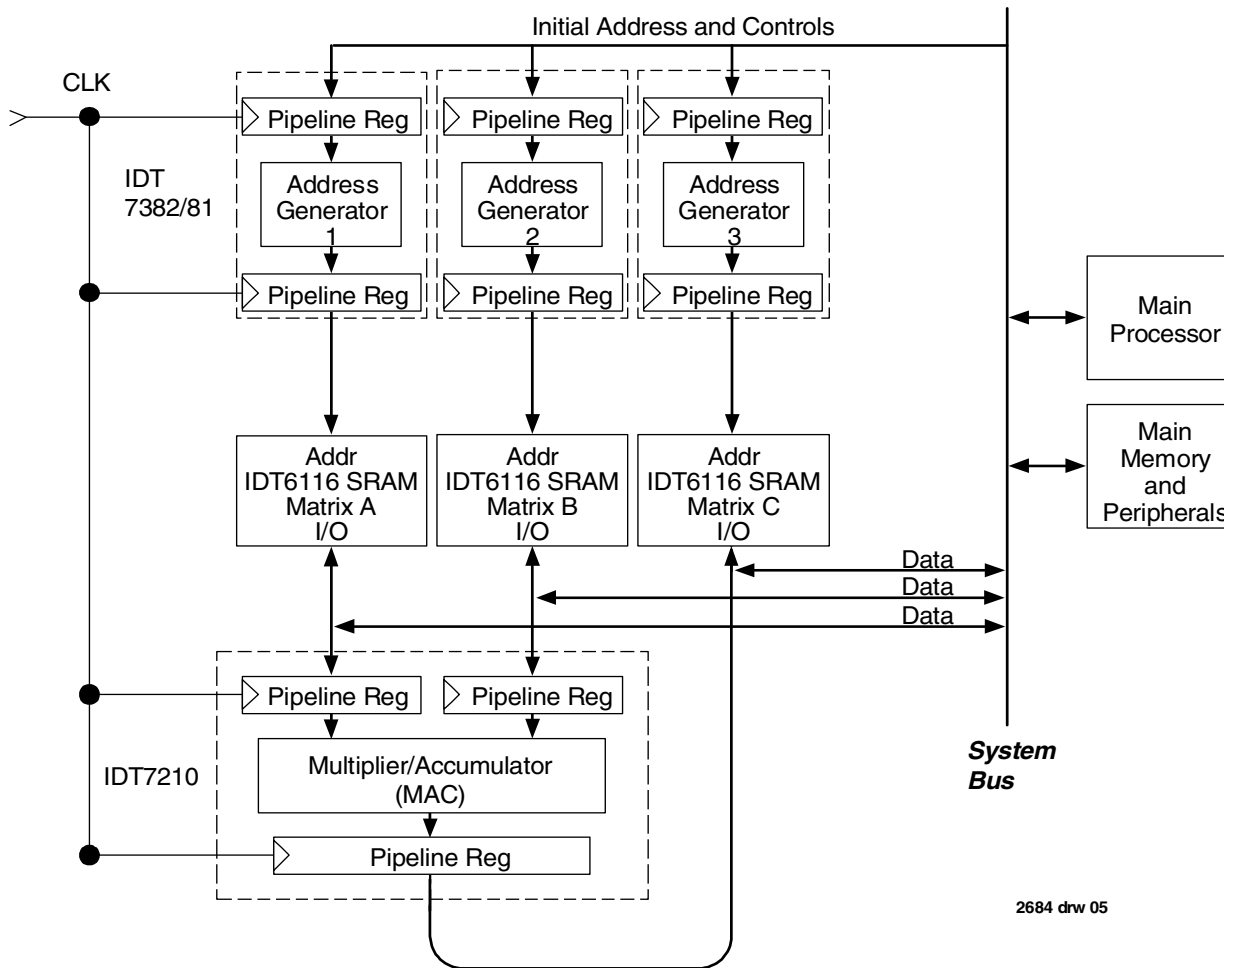 Initial Address and Controls
CLK
Pipeline Reg
Pipeline Reg
Pipeline Reg
IDT
7382/81
Address
Generator
1
Address
Generator
2
Address
Generator
3
Pipeline Reg
Pipeline Reg
Pipeline Reg
Main
Processor
Addr
IDT6116 SRAM
Matrix A
I/O
Addr
IDT6116 SRAM
Matrix B
I/O
Addr
IDT6116 SRAM
Matrix C
I/O
Main
Memory
and
Peripherals
Data
Data
Data
Pipeline Reg
Pipeline Reg
IDT7210
Multiplier/Accumulator
(MAC)
Pipeline Reg
System
Bus
2684 drw 05